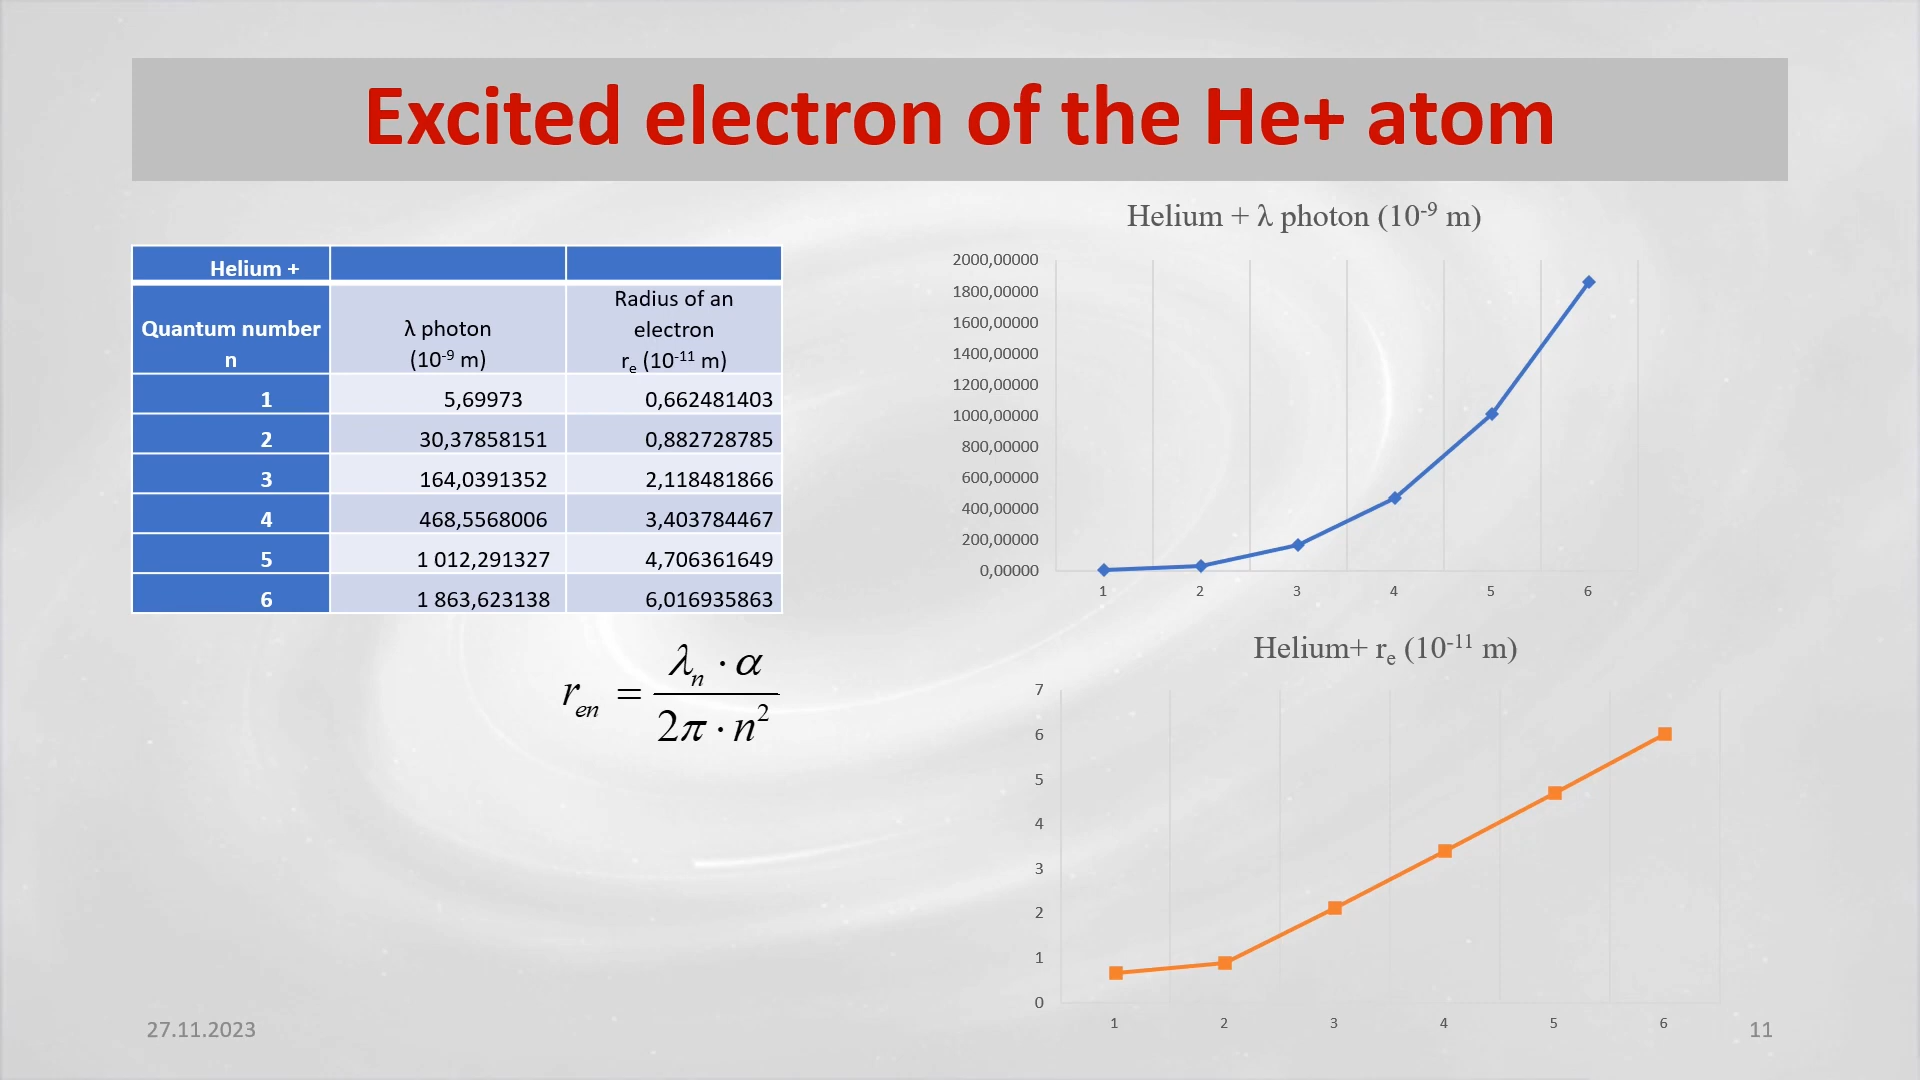 Excited electron of the He+ atom
Helium +
Quantum number
n
λ photon
(10⁻⁹ m)
Radius of an
electron
rₑ (10⁻¹¹ m)
1 5,69973 0,662481403
2 30,37858151 0,882728785
3 164,0391352 2,118481866
4 468,5568006 3,403784467
5 1 012,291327 4,706361649
6 1 863,623138 6,016935863
r_en = λ_n · α / 2π · n²
Helium + λ photon (10⁻⁹ m)
2000,00000
1800,00000
1600,00000
1400,00000
1200,00000
1000,00000
800,00000
600,00000
400,00000
200,00000
0,00000
1 2 3 4 5 6
Helium+ rₑ (10⁻¹¹ m)
7
6
5
4
3
2
1
0
1 2 3 4 5 6
27.11.2023
11